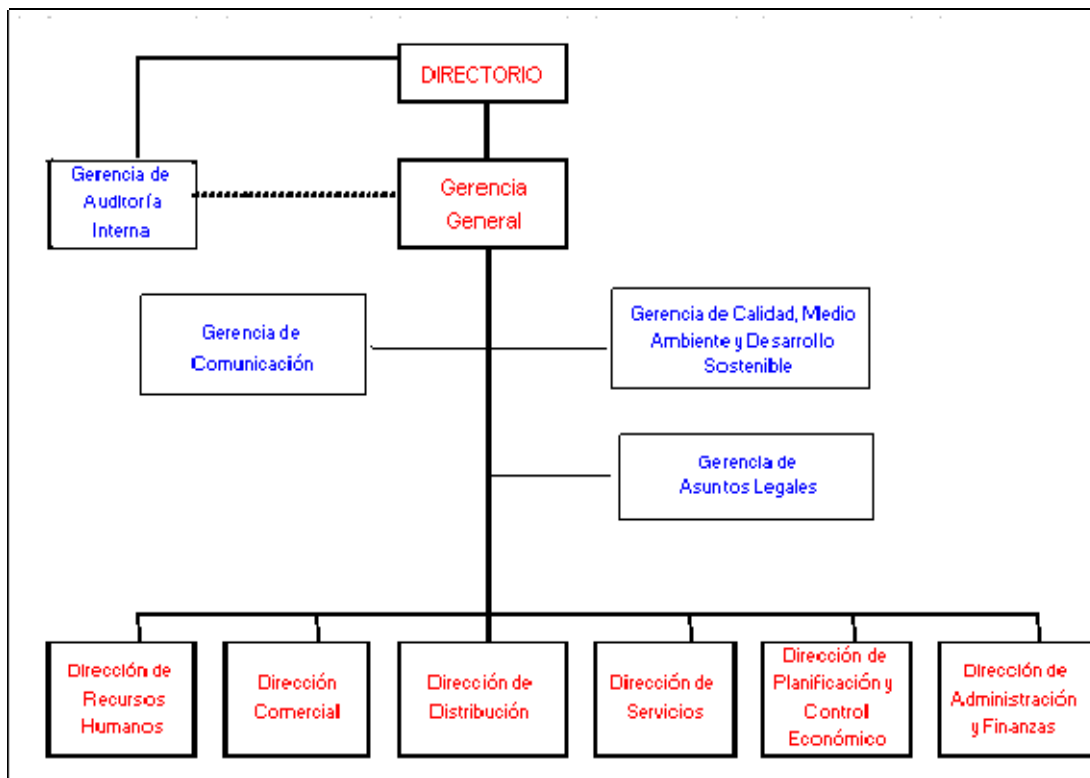 DIRECTORIO
Gerencia de
Auditoría
Interna
Gerencia
General
Gerencia de
Comunicación
Gerencia de Calidad, Medio
Ambiente y Desarrollo
Sostenible
Gerencia de
Asuntos Legales
Dirección de
Recursos
Humanos
Dirección
Comercial
Dirección de
Distribución
Dirección de
Servicios
Dirección de
Planificación y
Control
Económico
Dirección de
Administración
y Finanzas